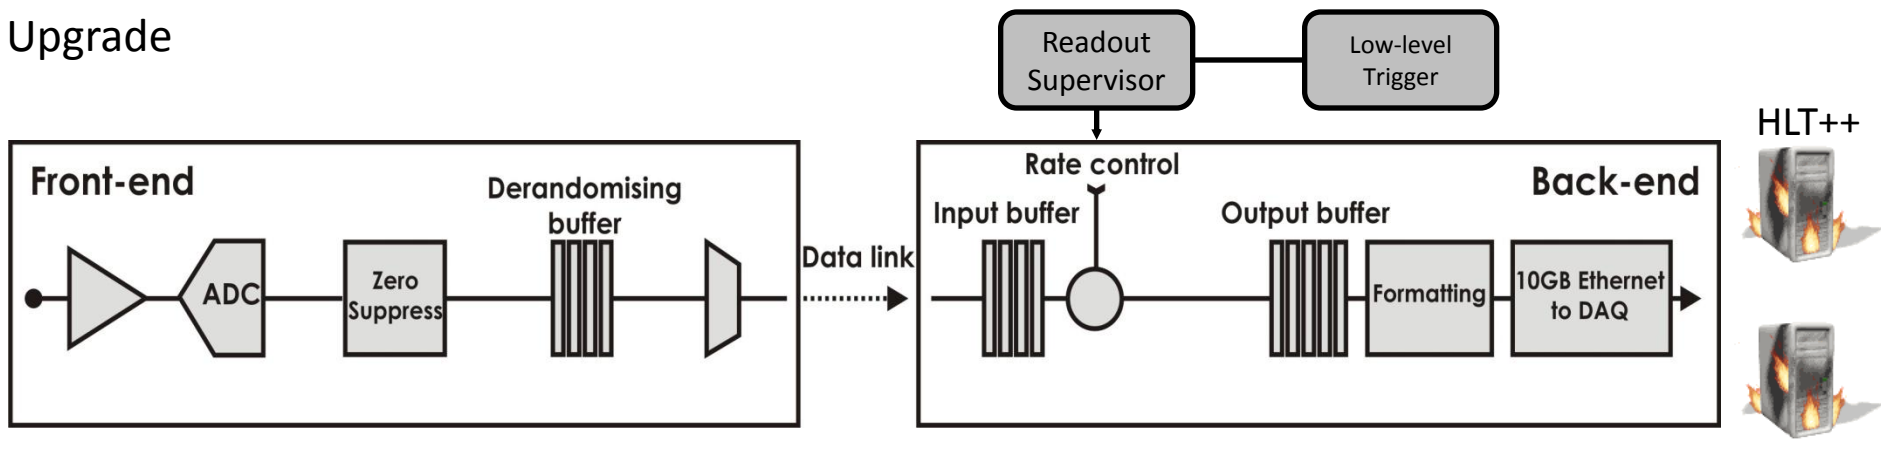 Upgrade
Readout
Supervisor
Low-level
Trigger
HLT++
Front-end
Derandomising
buffer
ADC
Zero
Suppress
Data link
Rate control
Back-end
Input buffer
Output buffer
Formatting
10GB Ethernet
to DAQ